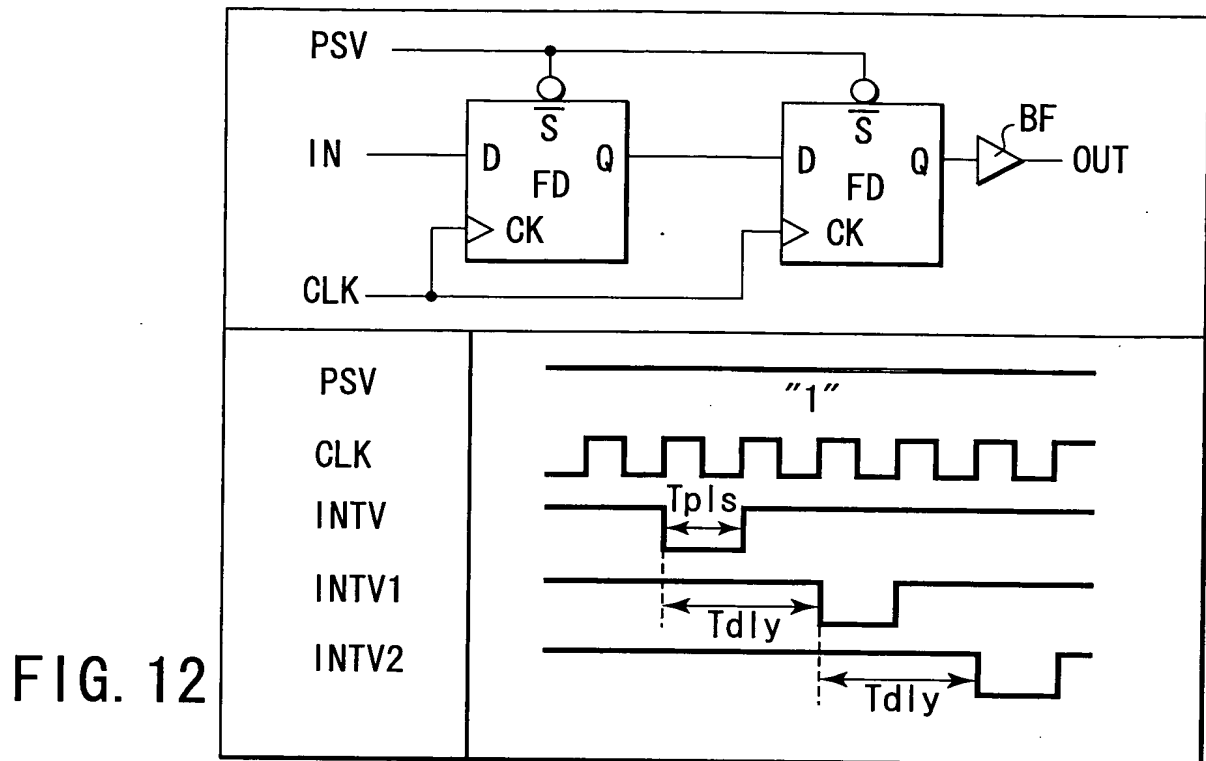 PSV
S S
IN D Q D Q BF OUT
FD FD
CK CK
CLK
PSV "1"
CLK
INTV Tpls
INTV1 Tdly
INTV2 Tdly
FIG. 12